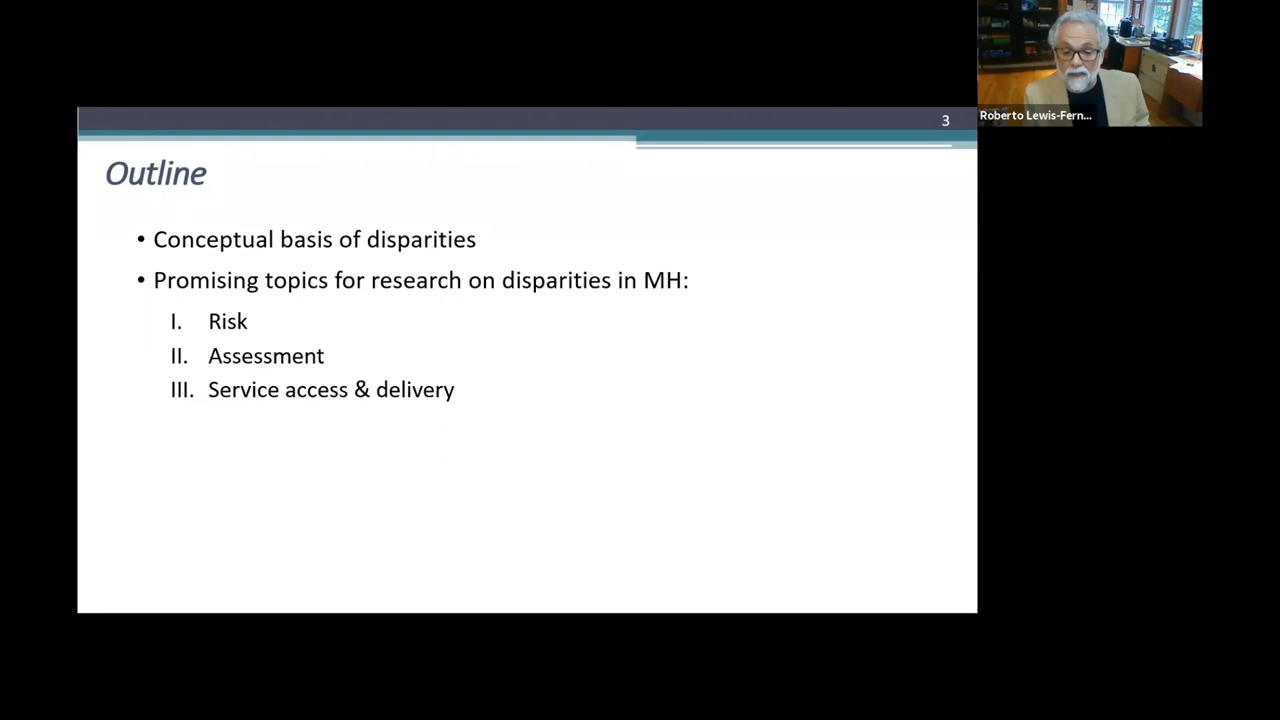 3
Roberto Lewis-Fern...
Outline
• Conceptual basis of disparities
• Promising topics for research on disparities in MH:
I. Risk
II. Assessment
III. Service access & delivery